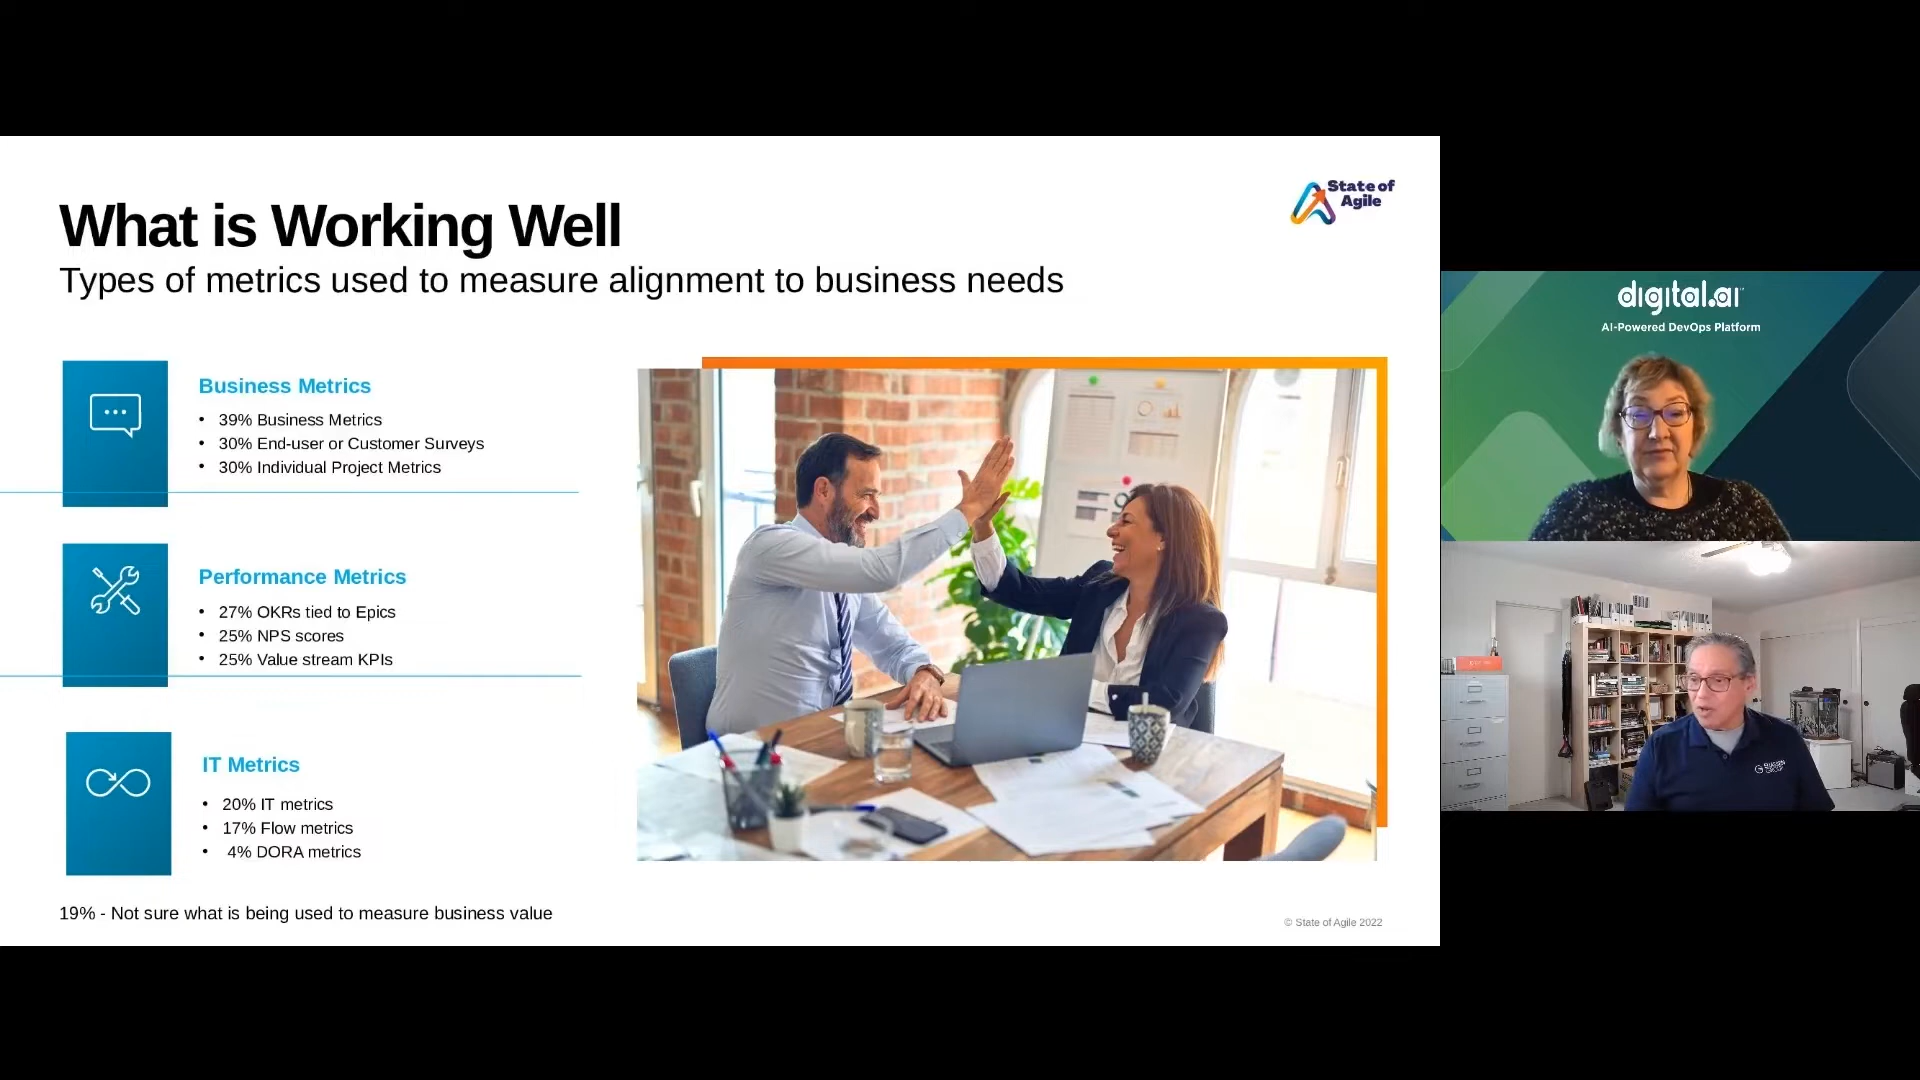 What is Working Well
Types of metrics used to measure alignment to business needs
State of
Agile
Business Metrics
• 39% Business Metrics
• 30% End-user or Customer Surveys
• 30% Individual Project Metrics
Performance Metrics
• 27% OKRs tied to Epics
• 25% NPS scores
• 25% Value stream KPIs
IT Metrics
• 20% IT metrics
• 17% Flow metrics
• 4% DORA metrics
19% - Not sure what is being used to measure business value
© State of Agile 2022
digital.ai
AI-Powered DevOps Platform
GROUP